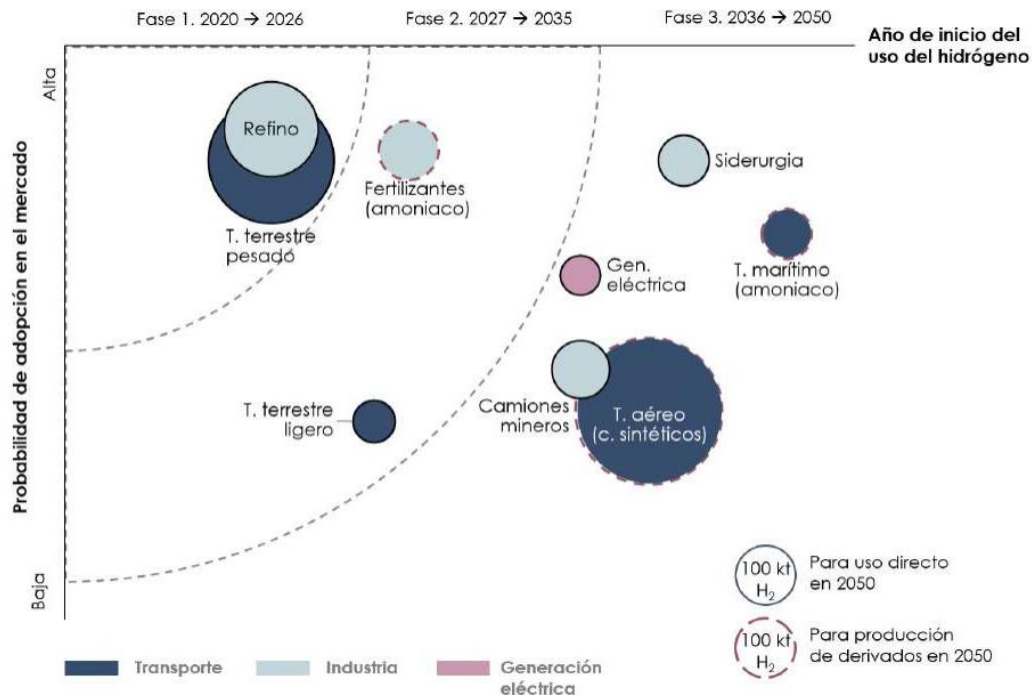 Fase 1. 2020 → 2026
Fase 2. 2027 → 2035
Fase 3. 2036 → 2050
Año de inicio del
uso del hidrógeno
Probabilidad de adopción en el mercado
Alta
Baja
Refino
T. terrestre
pesado
Fertilizantes
(amoniaco)
Siderurgia
T. marítimo
(amoniaco)
Gen.
eléctrica
T. terrestre
ligero
Camiones
mineros
T. aéreo
(c. sintéticos)
100 kt
H₂
Para uso directo
en 2050
100 kt
H₂
Para producción
de derivados en 2050
Transporte
Industria
Generación
eléctrica